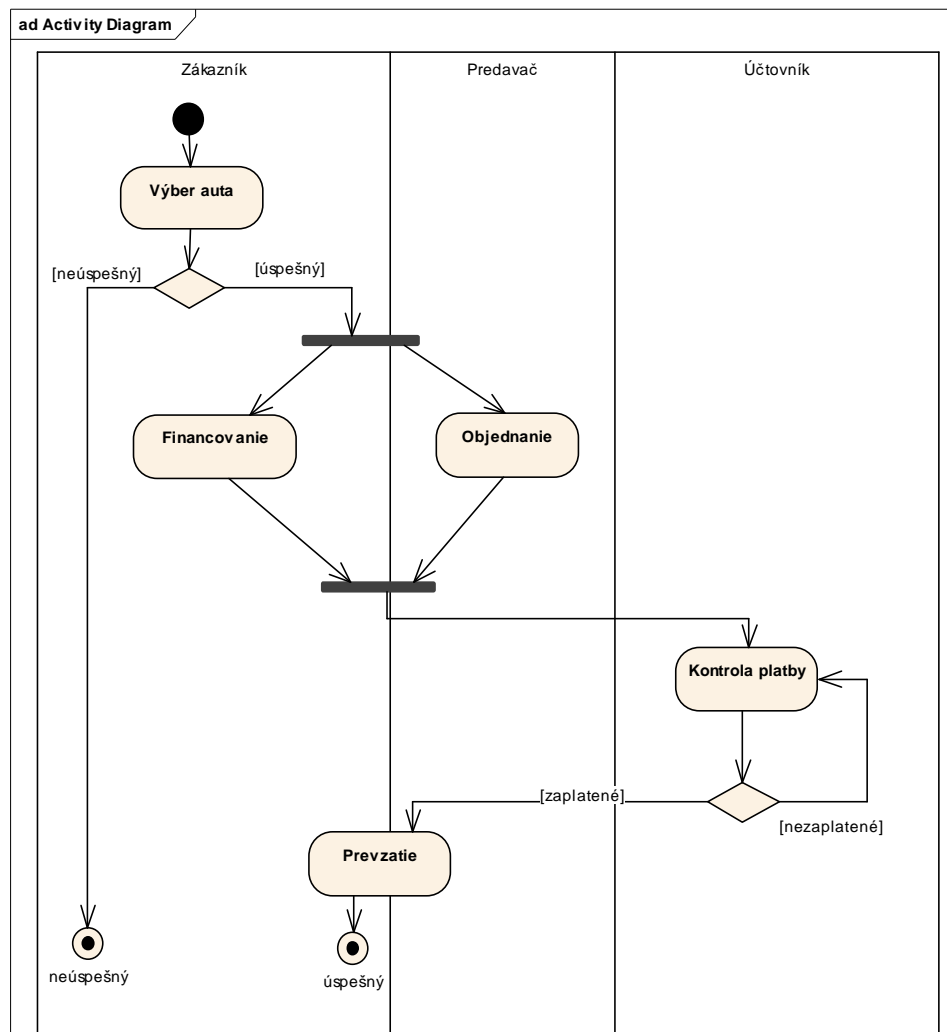 ad Activity Diagram
Zákazník
Predavač
Účtovník
Výber auta
[neúspešný]
[úspešný]
Financovanie
Objednanie
Kontrola platby
[zaplatené]
[nezaplatené]
Prevzatie
neúspešný
úspešný